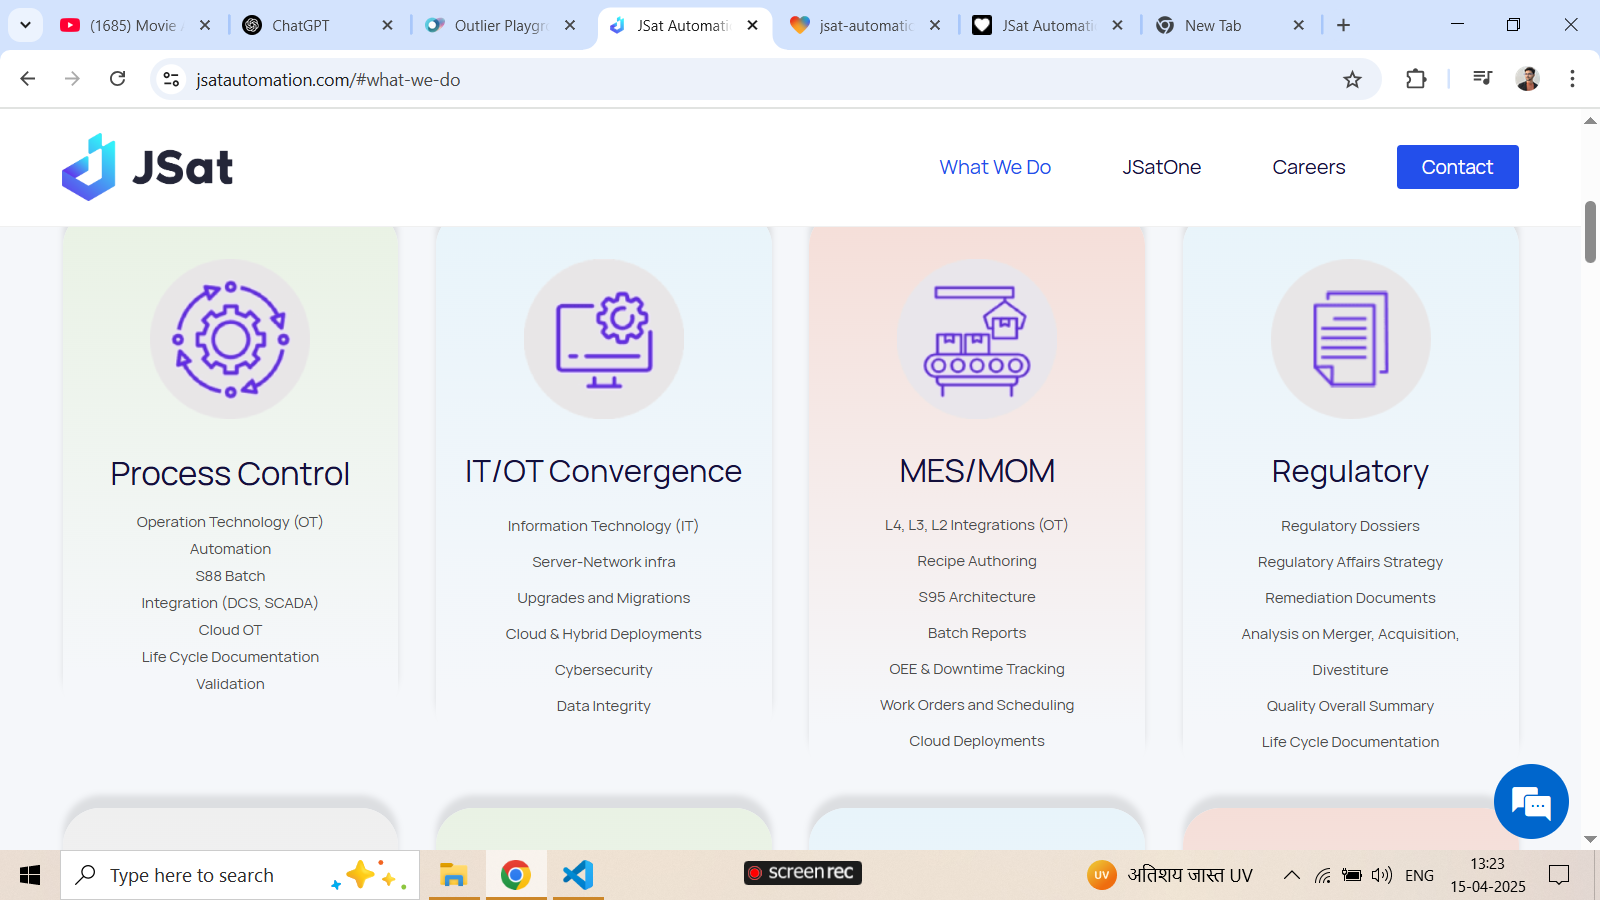 (1685) Movie
ChatGPT
Outlier Playgr
JSat Automati
jsat-automatic
JSat Automati
New Tab
jsatautomation.com/#what-we-do
JSat
What We Do
JSatOne
Careers
Contact
Process Control
Operation Technology (OT)
Automation
S88 Batch
Integration (DCS, SCADA)
Cloud OT
Life Cycle Documentation
Validation
IT/OT Convergence
Information Technology (IT)
Server-Network infra
Upgrades and Migrations
Cloud & Hybrid Deployments
Cybersecurity
Data Integrity
MES/MOM
L4, L3, L2 Integrations (OT)
Recipe Authoring
S95 Architecture
Batch Reports
OEE & Downtime Tracking
Work Orders and Scheduling
Cloud Deployments
Regulatory
Regulatory Dossiers
Regulatory Affairs Strategy
Remediation Documents
Analysis on Merger, Acquisition,
Divestiture
Quality Overall Summary
Life Cycle Documentation
Type here to search
screenrec
UV
अतिशय जास्त UV
ENG
13:23
15-04-2025